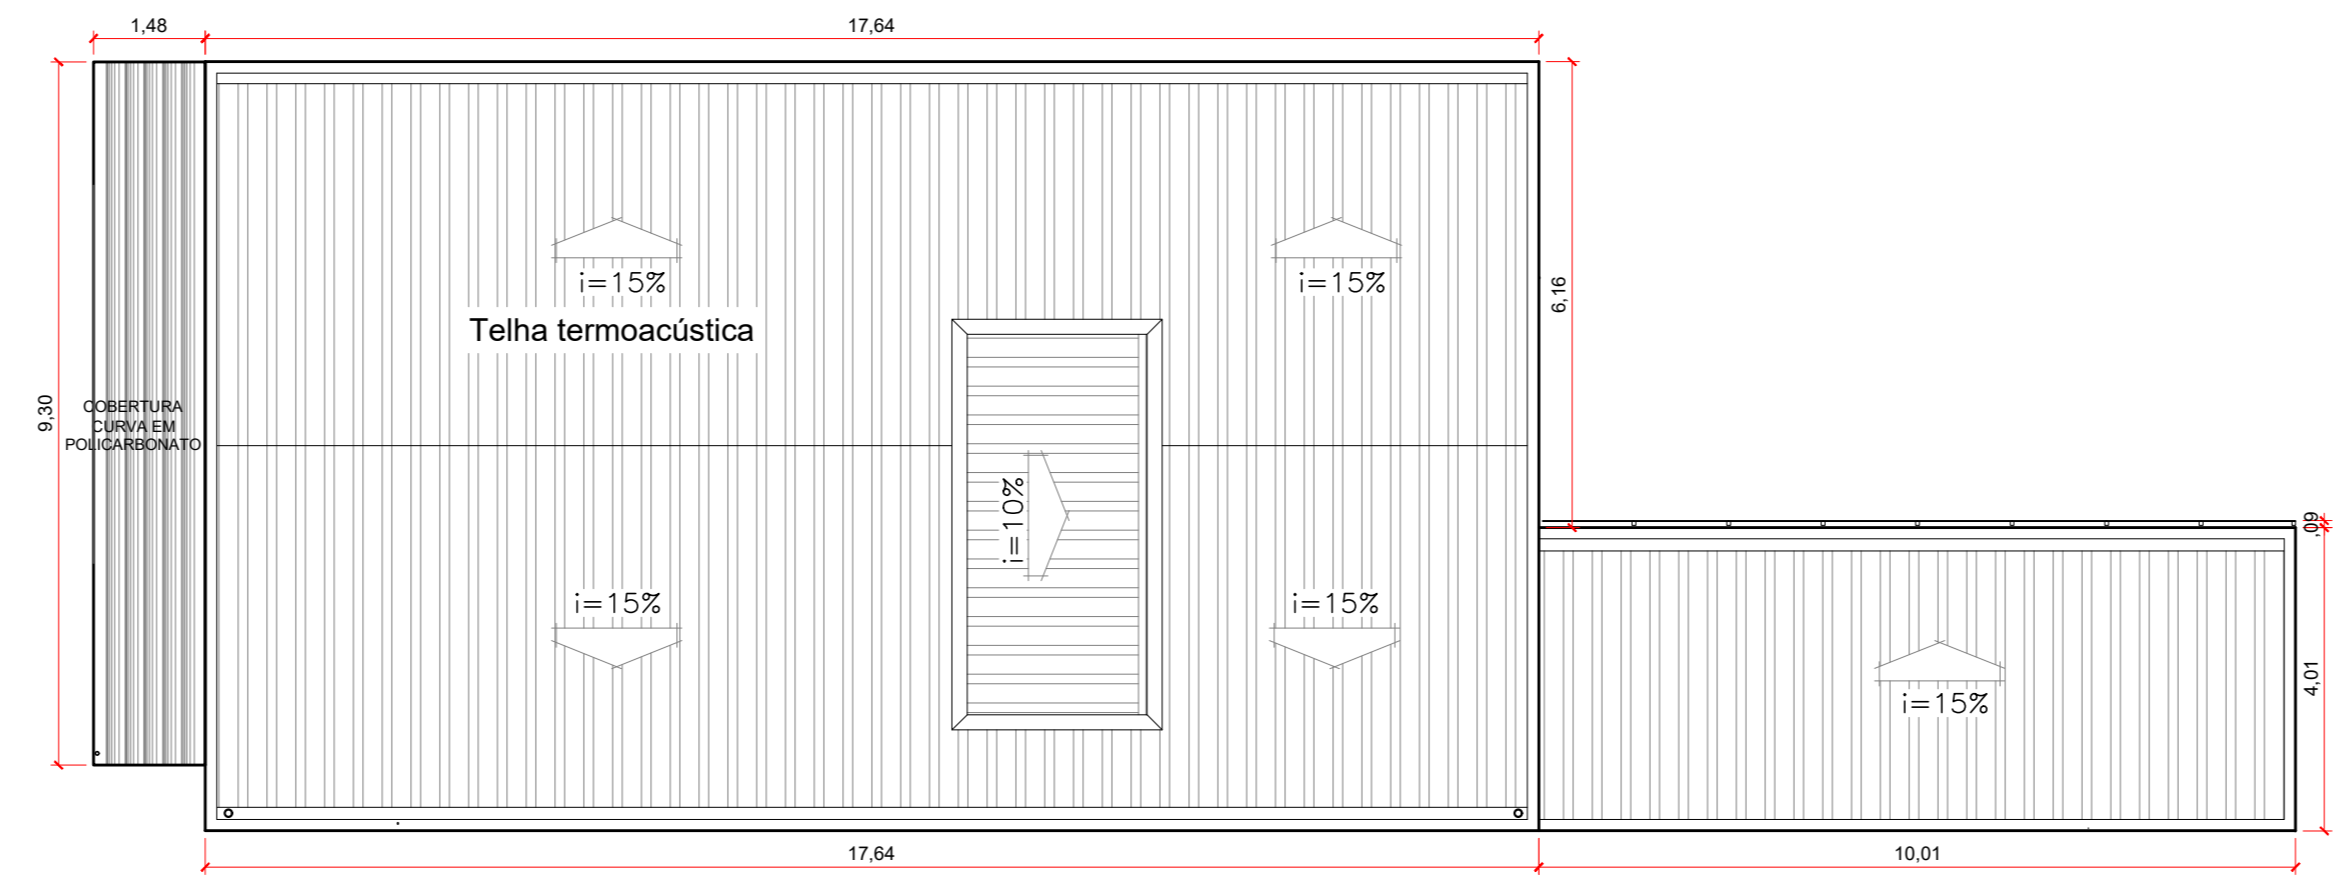 1,48
17,64
i=15%
i=15%
6,16
Telha termoacústica
9,30
COBERTURA
CURVA EM
POLICARBONATO
i=10%
,09
i=15%
i=15%
4,01
i=15%
17,64
10,01